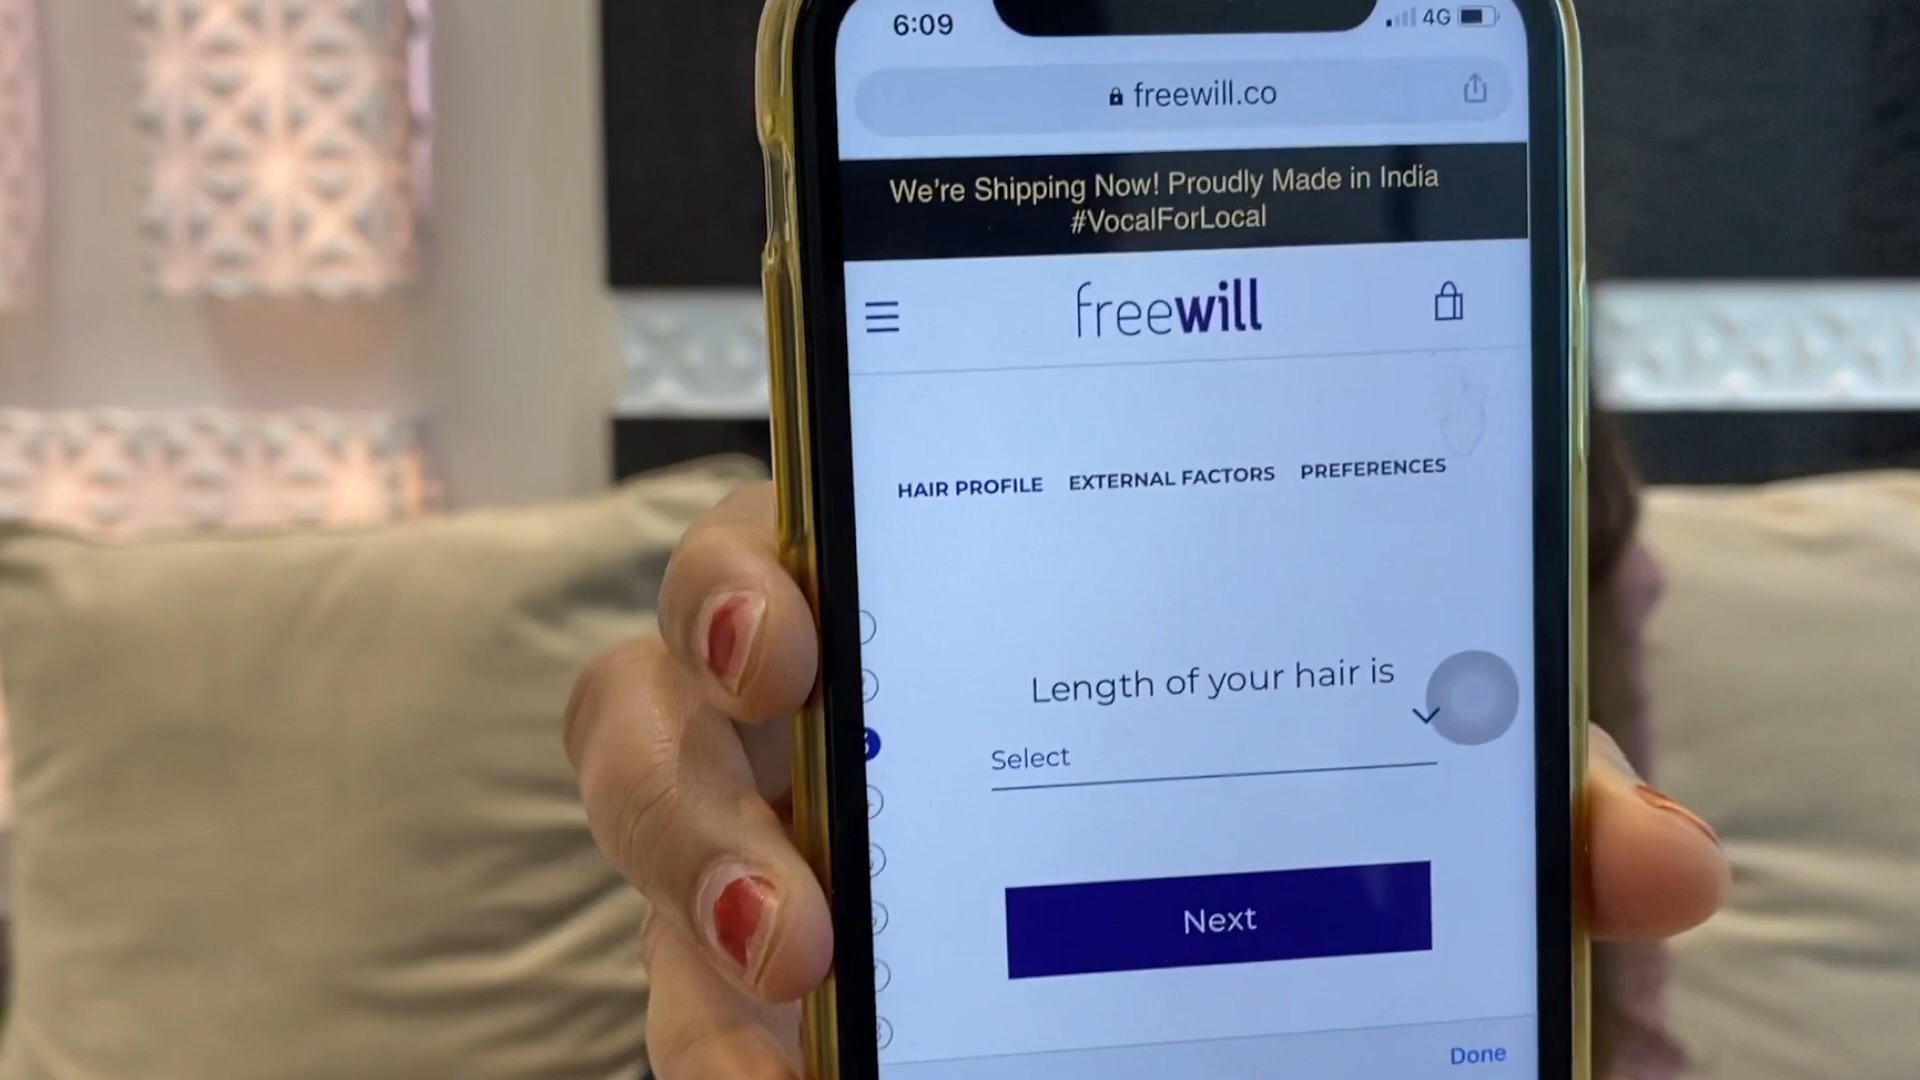 6:09
4G
freewill.co
We're Shipping Now! Proudly Made in India
#VocalForLocal
freewill
HAIR PROFILE EXTERNAL FACTORS PREFERENCES
Length of your hair is
Select
Next
Done